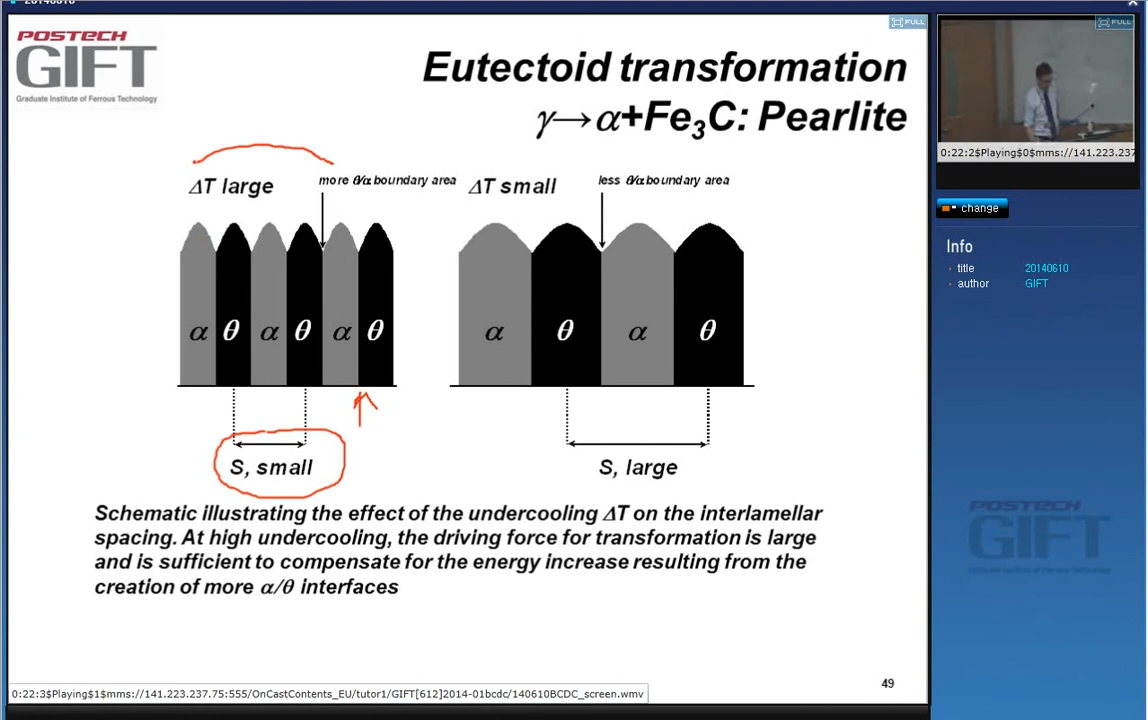 20140610
FULL
POSTECH
GIFT
Graduate Institute of Ferrous Technology
Eutectoid transformation
γ→α+Fe₃C: Pearlite
ΔT large
more θ/α boundary area
ΔT small
less θ/α boundary area
α θ α θ α θ
α θ α θ
S, small
S, large
Schematic illustrating the effect of the undercooling ΔT on the interlamellar
spacing. At high undercooling, the driving force for transformation is large
and is sufficient to compensate for the energy increase resulting from the
creation of more α/θ interfaces
49
0:22:3$Playing$1$mms://141.223.237.75:555/OnCastContents_EU/tutor1/GIFT[612]2014-01bcdc/140610BCDC_screen.wmv
FULL
0:22:2$Playing$0$mms://141.223.237
change
Info
title 20140610
author GIFT
POSTECH
GIFT